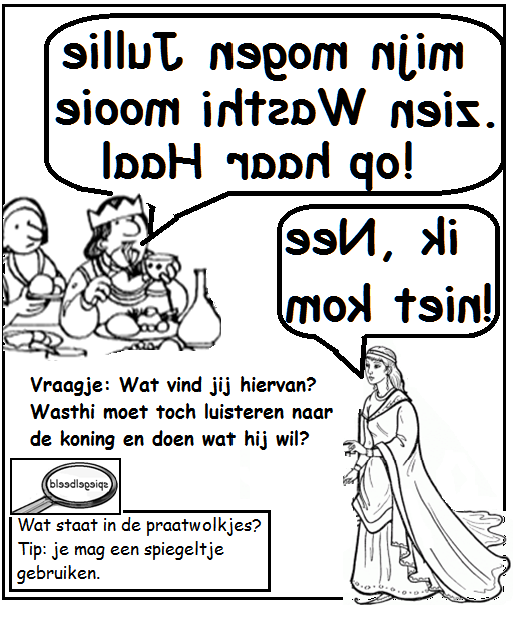 Jullie mogen mijn
mooie Wasthi zien.
Haal haar op!
Nee, ik
kom niet!
Vraagje: Wat vind jij hiervan?
Wasthi moet toch luisteren naar
de koning en doen wat hij wil?
spiegelbeeld
Wat staat in de praatwolkjes?
Tip: je mag een spiegeltje
gebruiken.